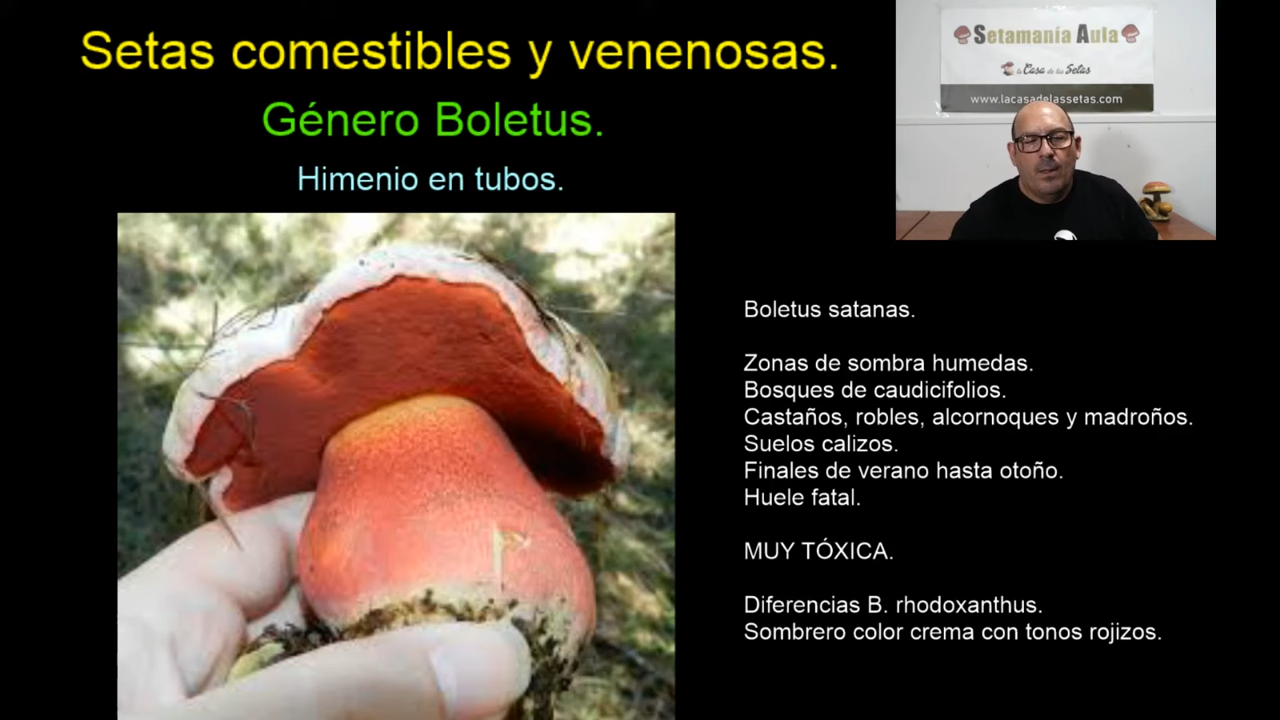 Setas comestibles y venenosas.
Género Boletus.
Himenio en tubos.
Setamanía Aula
la Casa de las Setas
www.lacasadelassetas.com
Boletus satanas.
Zonas de sombra humedas.
Bosques de caudicifolios.
Castaños, robles, alcornoques y madroños.
Suelos calizos.
Finales de verano hasta otoño.
Huele fatal.
MUY TÓXICA.
Diferencias B. rhodoxanthus.
Sombrero color crema con tonos rojizos.